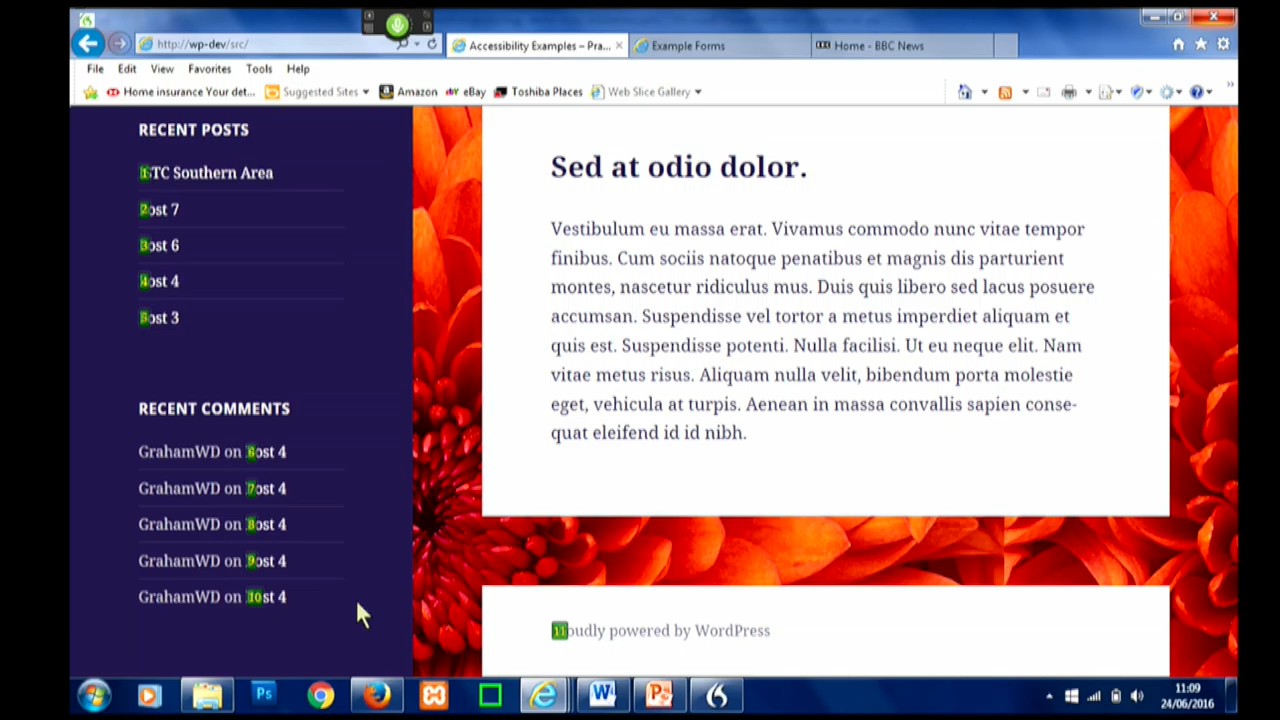 http://wp-dev/src/
Accessibility Examples – Pra...
Example Forms
Home - BBC News
File Edit View Favorites Tools Help
Home insurance Your det...
Suggested Sites
Amazon
eBay
Toshiba Places
Web Slice Gallery
RECENT POSTS
1TC Southern Area
2ost 7
3ost 6
4ost 4
5ost 3
RECENT COMMENTS
GrahamWD on 6ost 4
GrahamWD on 7ost 4
GrahamWD on 8ost 4
GrahamWD on 9ost 4
GrahamWD on 10st 4
Sed at odio dolor.
Vestibulum eu massa erat. Vivamus commodo nunc vitae tempor
finibus. Cum sociis natoque penatibus et magnis dis parturient
montes, nascetur ridiculus mus. Duis quis libero sed lacus posuere
accumsan. Suspendisse vel tortor a metus imperdiet aliquam et
quis est. Suspendisse potenti. Nulla facilisi. Ut eu neque elit. Nam
vitae metus risus. Aliquam nulla velit, bibendum porta molestie
eget, vehicula at turpis. Aenean in massa convallis sapien conse-
quat eleifend id id nibh.
11oudly powered by WordPress
Ps
11:09
24/06/2016